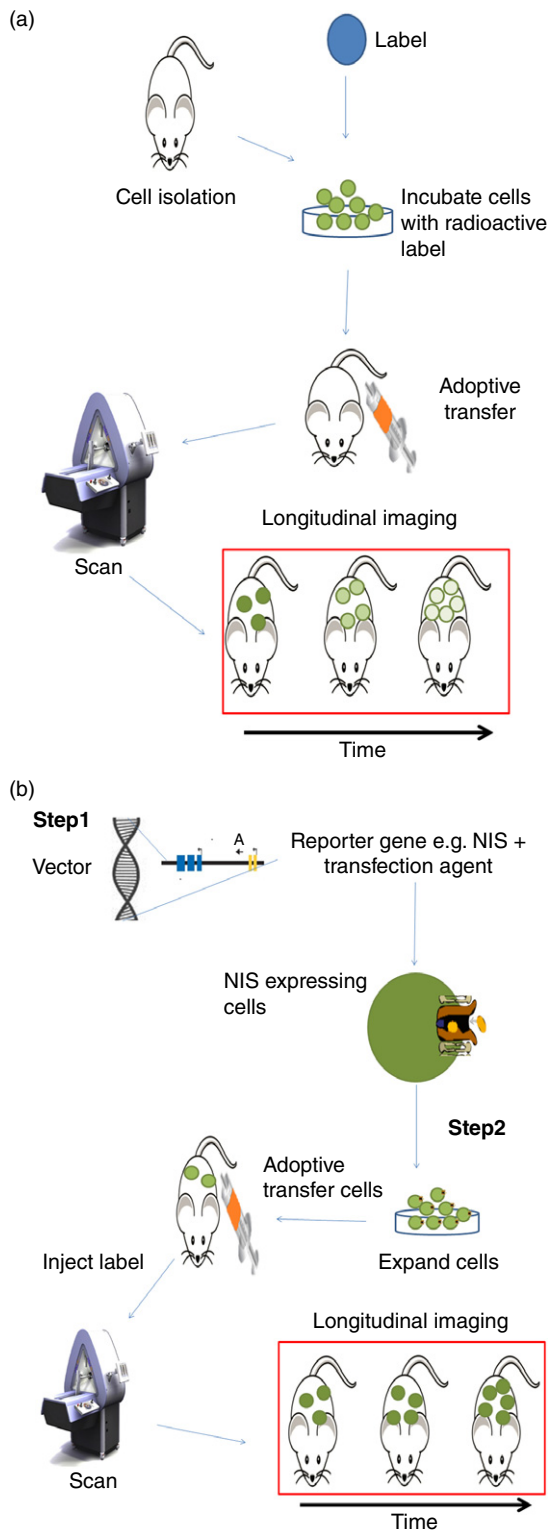 (a)
Label
Cell isolation
Incubate cells
with radioactive
label
Adoptive
transfer
Longitudinal imaging
Scan
Time
(b)
Step1
Vector
A
Reporter gene e.g. NIS +
transfection agent
NIS expressing
cells
Step2
Adoptive
transfer cells
Inject label
Expand cells
Longitudinal imaging
Scan
Time